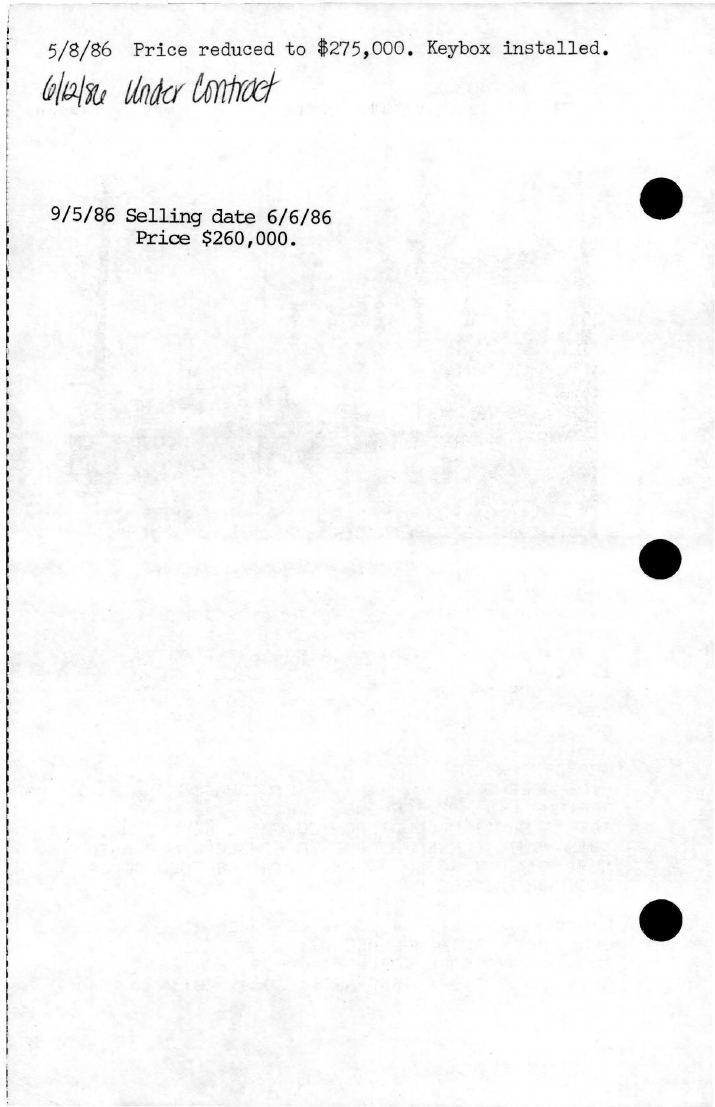 5/8/86 Price reduced to $275,000. Keybox installed.
6/12/86 Under Contract
9/5/86 Selling date 6/6/86
Price $260,000.